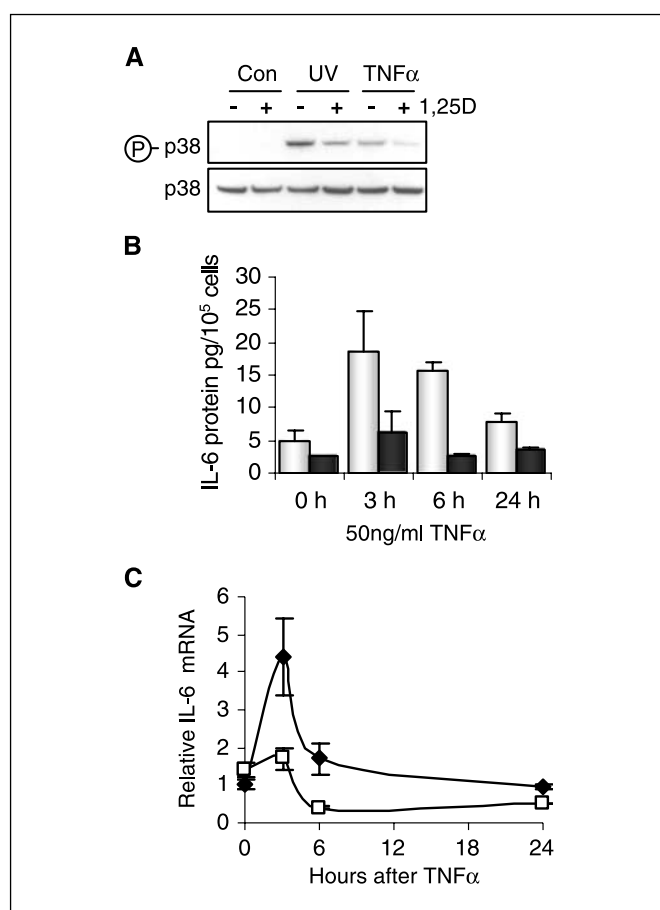 A
Con UV TNFα
- + - + - + 1,25D
P - p38
p38
B
IL-6 protein pg/10⁵ cells
30
25
20
15
10
5
0
0 h 3 h 6 h 24 h
50ng/ml TNFα
C
Relative IL-6 mRNA
6
5
4
3
2
1
0
0 6 12 18 24
Hours after TNFα